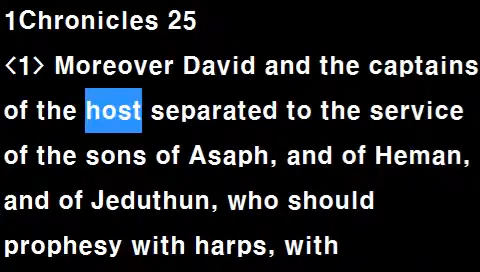 1Chronicles 25
<1> Moreover David and the captains
of the host separated to the service
of the sons of Asaph, and of Heman,
and of Jeduthun, who should
prophesy with harps, with